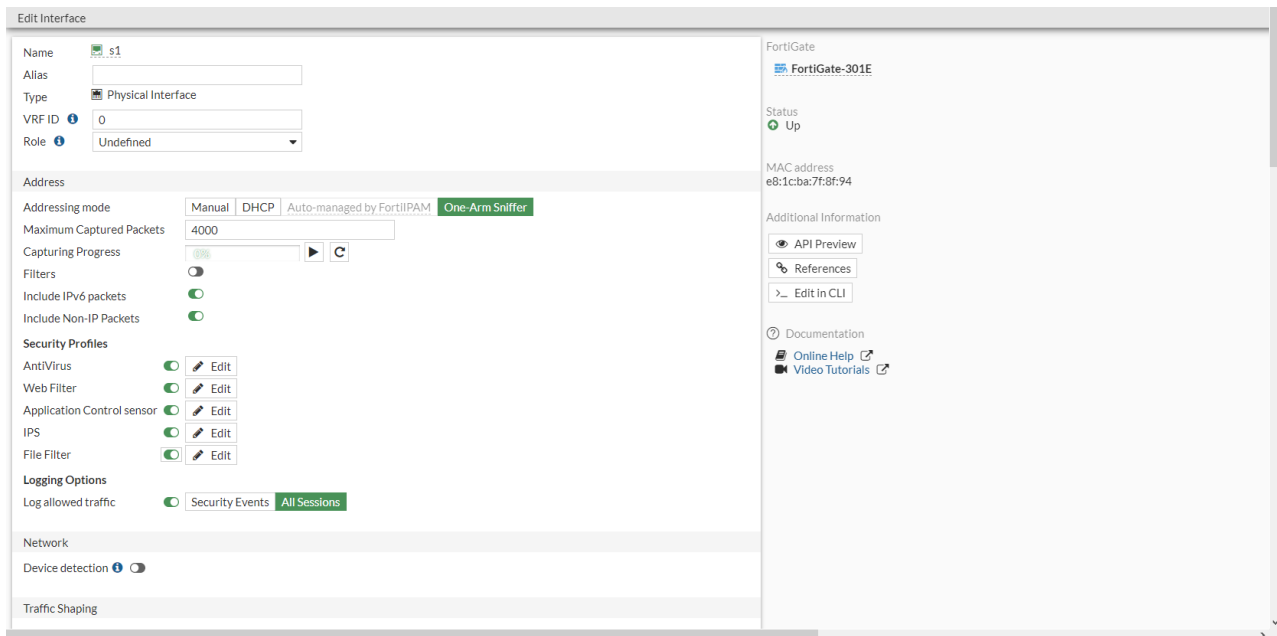 Edit Interface
Name s1
Alias
Type Physical Interface
VRF ID 0
Role Undefined
Address
Addressing mode Manual DHCP Auto-managed by FortiIPAM One-Arm Sniffer
Maximum Captured Packets 4000
Capturing Progress 0%
Filters
Include IPv6 packets
Include Non-IP Packets
Security Profiles
AntiVirus Edit
Web Filter Edit
Application Control sensor Edit
IPS Edit
File Filter Edit
Logging Options
Log allowed traffic Security Events All Sessions
Network
Device detection
Traffic Shaping
FortiGate
FortiGate-301E
Status
Up
MAC address
e8:1c:ba:7f:8f:94
Additional Information
API Preview
References
>_ Edit in CLI
Documentation
Online Help
Video Tutorials